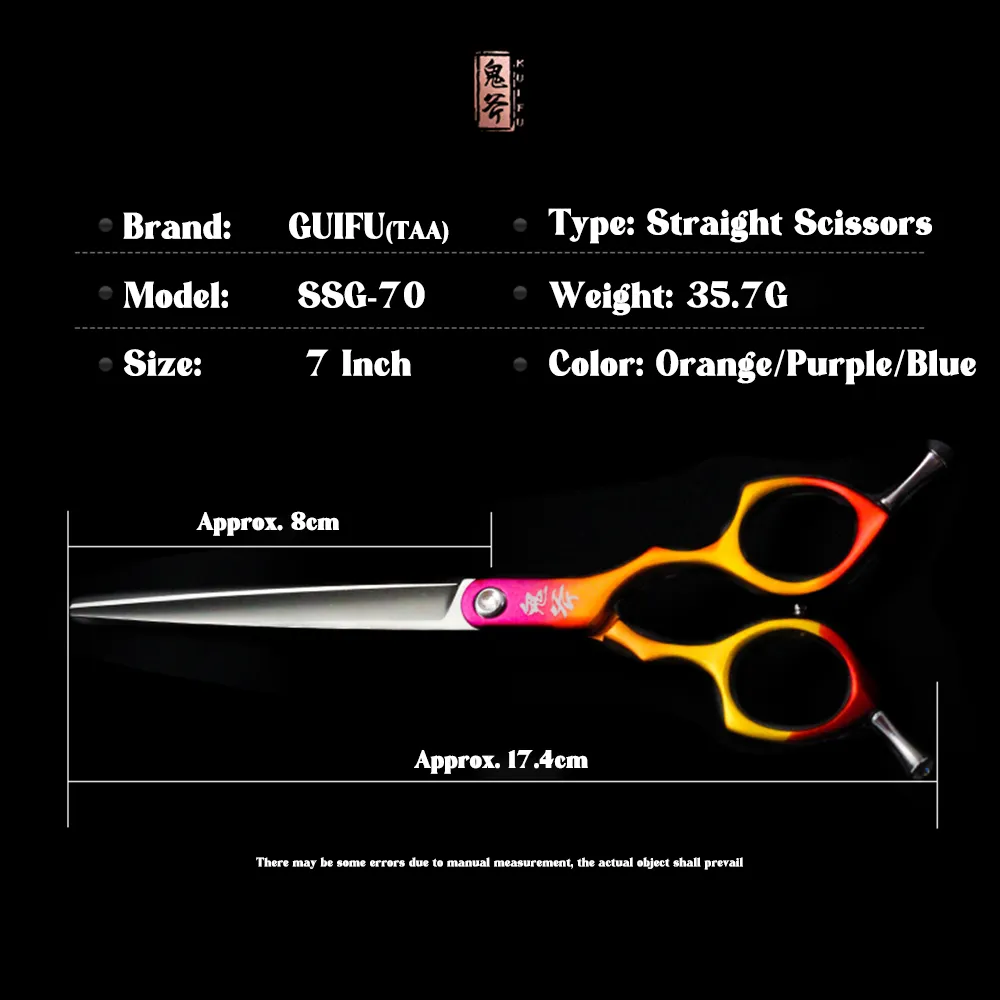 鬼斧
KUIFU
Brand: GUIFU(TAA)
Type: Straight Scissors
Model: SSG-70
Weight: 35.7G
Size: 7 Inch
Color: Orange/Purple/Blue
Approx. 8cm
鬼斧
Approx. 17.4cm
There may be some errors due to manual measurement, the actual object shall prevail